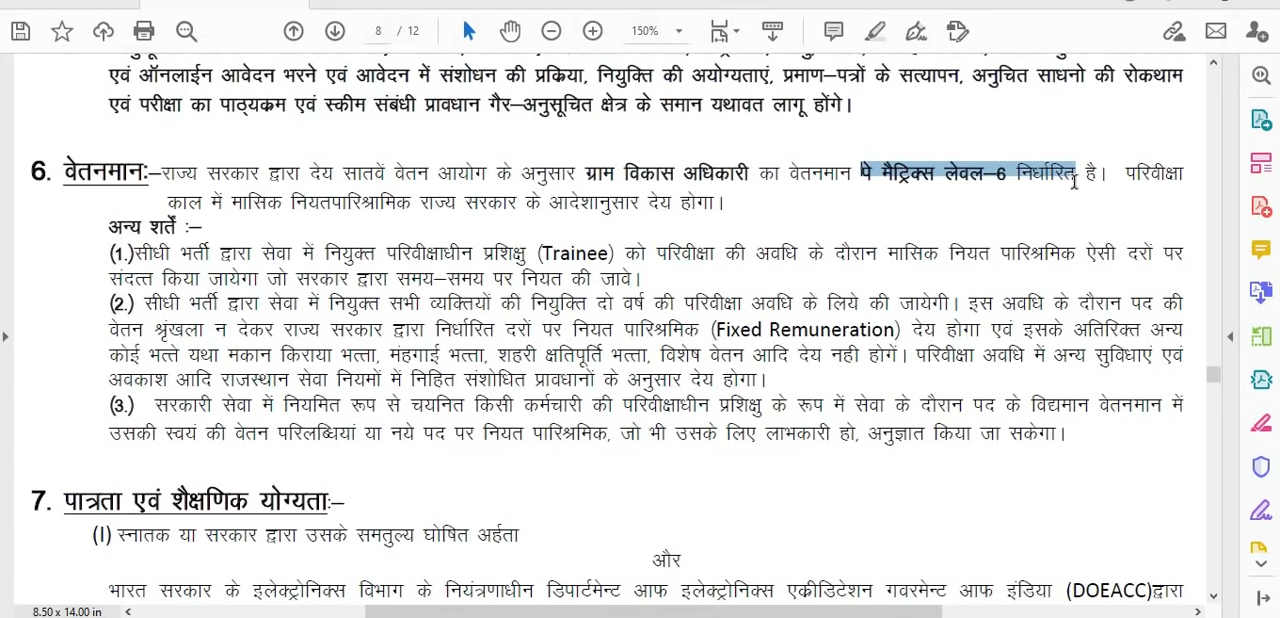 8 / 12
150%
एवं ऑनलाईन आवेदन भरने एवं आवेदन में संशोधन की प्रक्रिया, नियुक्ति की अयोग्यताएं, प्रमाण–पत्रों के सत्यापन, अनुचित साधनो की रोकथाम
एवं परीक्षा का पाठ्यक्रम एवं स्कीम संबंधी प्रावधान गैर–अनुसूचित क्षेत्र के समान यथावत लागू होंगे।
6. वेतनमानः–राज्य सरकार द्वारा देय सातवें वेतन आयोग के अनुसार ग्राम विकास अधिकारी का वेतनमान पे मैट्रिक्स लेवल–6 निर्धारित है। परिवीक्षा
काल में मासिक नियतपारिश्रामिक राज्य सरकार के आदेशानुसार देय होगा।
अन्य शर्तें :–
(1.)सीधी भर्ती द्वारा सेवा में नियुक्त परिवीक्षाधीन प्रशिक्षु (Trainee) को परिवीक्षा की अवधि के दौरान मासिक नियत पारिश्रमिक ऐसी दरों पर
संदत्त किया जायेगा जो सरकार द्वारा समय–समय पर नियत की जावे।
(2.) सीधी भर्ती द्वारा सेवा में नियुक्त सभी व्यक्तियों की नियुक्ति दो वर्ष की परिवीक्षा अवधि के लिये की जायेगी। इस अवधि के दौरान पद की
वेतन श्रृंखला न देकर राज्य सरकार द्वारा निर्धारित दरों पर नियत पारिश्रमिक (Fixed Remuneration) देय होगा एवं इसके अतिरिक्त अन्य
कोई भत्ते यथा मकान किराया भत्ता, मंहगाई भत्ता, शहरी क्षतिपूर्ति भत्ता, विशेष वेतन आदि देय नही होगें। परिवीक्षा अवधि में अन्य सुविधाएं एवं
अवकाश आदि राजस्थान सेवा नियमों में निहित संशोधित प्रावधानों के अनुसार देय होगा।
(3.) सरकारी सेवा में नियमित रूप से चयनित किसी कर्मचारी की परिवीक्षाधीन प्रशिक्षु के रूप में सेवा के दौरान पद के विद्यमान वेतनमान में
उसकी स्वयं की वेतन परिलब्धियां या नये पद पर नियत पारिश्रमिक, जो भी उसके लिए लाभकारी हो, अनुज्ञात किया जा सकेगा।
7. पात्रता एवं शैक्षणिक योग्यताः–
(I) स्नातक या सरकार द्वारा उसके समतुल्य घोषित अर्हता
और
भारत सरकार के इलेक्ट्रोनिक्स विभाग के नियंत्रणाधीन डिपार्टमेन्ट आफ इलेक्ट्रोनिक्स एक्रीडिटेशन गवरमेन्ट आफ इंडिया (DOEACC)द्वारा
8.50 x 14.00 in